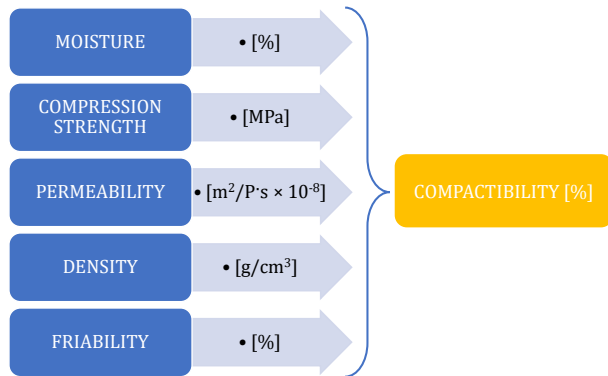 MOISTURE
• [%]
COMPRESSION
STRENGTH
• [MPa]
PERMEABILITY
• [m²/P·s × 10⁻⁸]
COMPACTIBILITY [%]
DENSITY
• [g/cm³]
FRIABILITY
• [%]